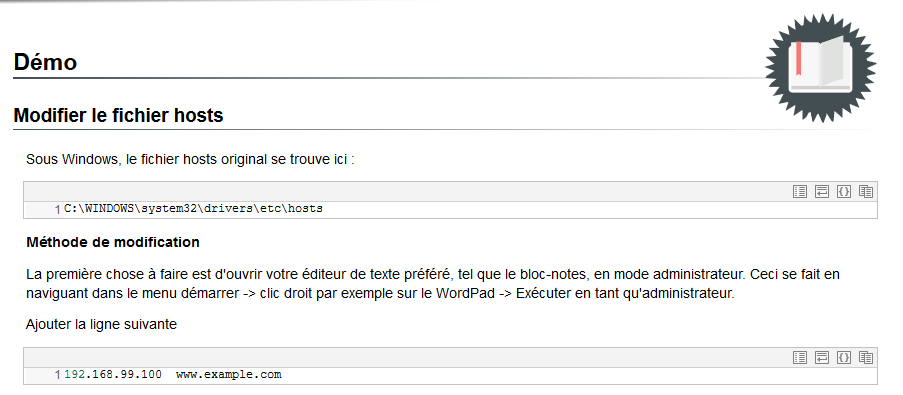 Démo
Modifier le fichier hosts
Sous Windows, le fichier hosts original se trouve ici :
1 C:\WINDOWS\system32\drivers\etc\hosts
Méthode de modification
La première chose à faire est d'ouvrir votre éditeur de texte préféré, tel que le bloc-notes, en mode administrateur. Ceci se fait en
naviguant dans le menu démarrer -> clic droit par exemple sur le WordPad -> Exécuter en tant qu'administrateur.
Ajouter la ligne suivante
1 192.168.99.100  www.example.com